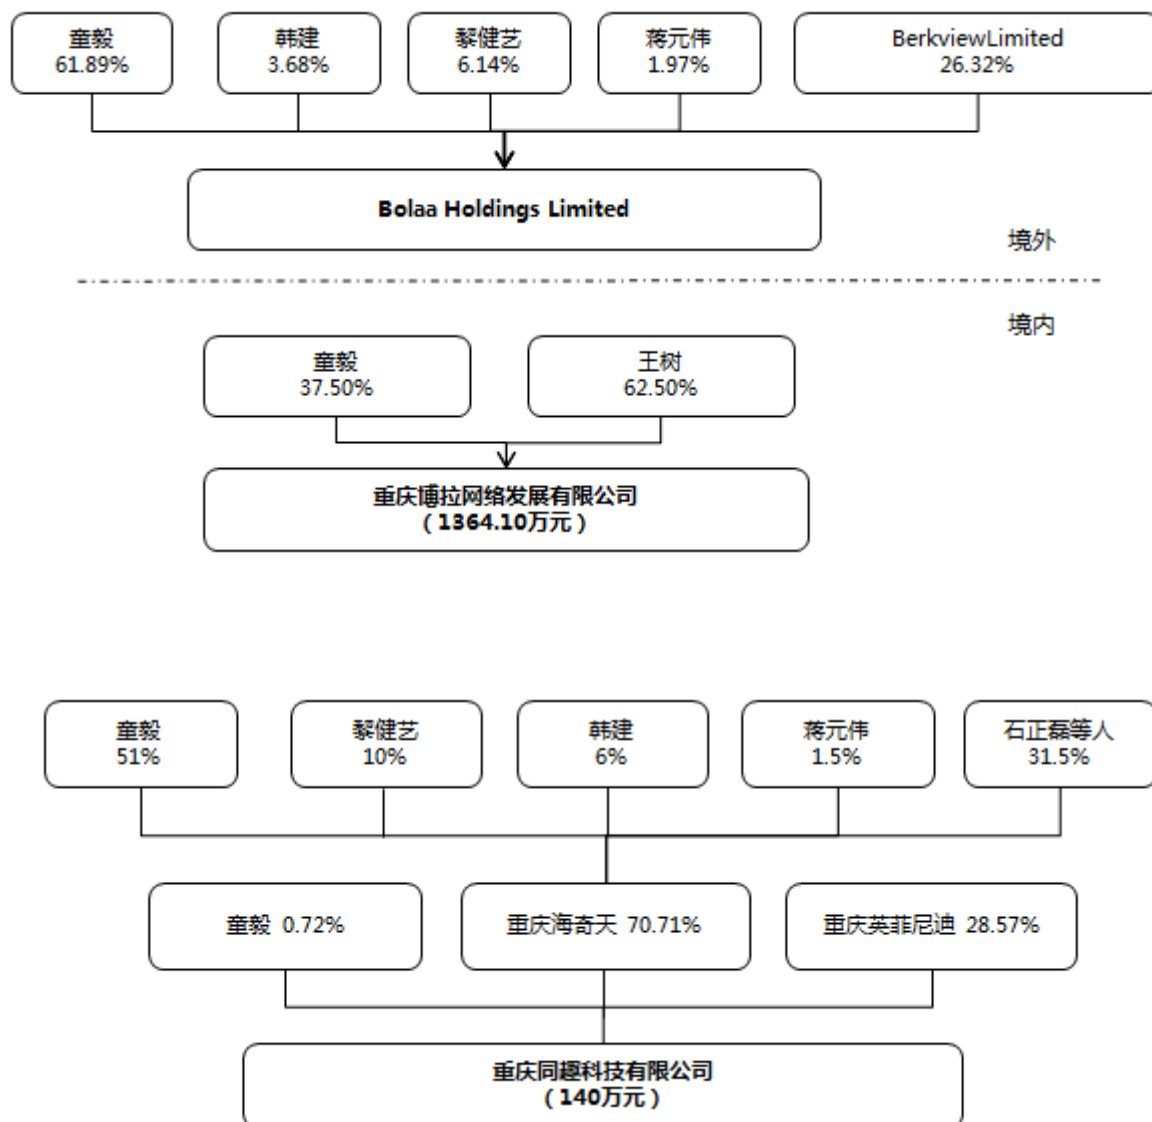 童毅
61.89%
韩建
3.68%
黎健艺
6.14%
蒋元伟
1.97%
BerkviewLimited
26.32%
Bolaa Holdings Limited
境外
境内
童毅
37.50%
王树
62.50%
重庆博拉网络发展有限公司
（1364.10万元）
童毅
51%
黎健艺
10%
韩建
6%
蒋元伟
1.5%
石正磊等人
31.5%
童毅 0.72%
重庆海奇天 70.71%
重庆英菲尼迪 28.57%
重庆同趣科技有限公司
（140万元）